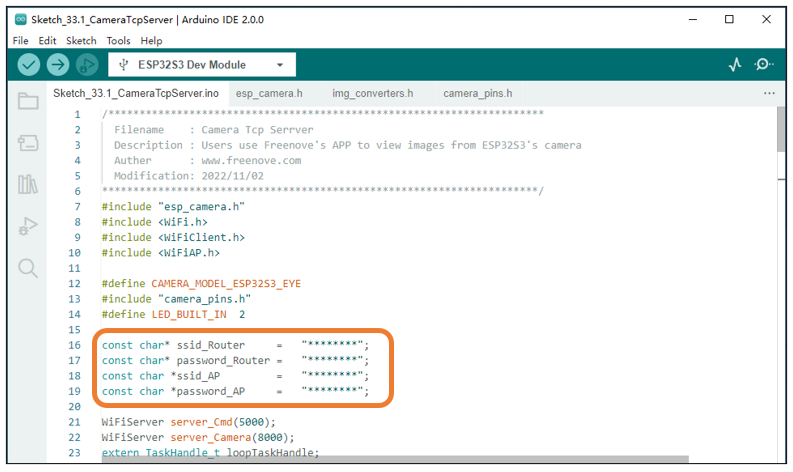 Sketch_33.1_CameraTcpServer | Arduino IDE 2.0.0
File Edit Sketch Tools Help
ESP32S3 Dev Module
Sketch_33.1_CameraTcpServer.ino esp_camera.h img_converters.h camera_pins.h ...
1 /**********************************************************************
2 Filename : Camera Tcp Serrver
3 Description : Users use Freenove's APP to view images from ESP32S3's camera
4 Auther : www.freenove.com
5 Modification: 2022/11/02
6 **********************************************************************/
7 #include "esp_camera.h"
8 #include <WiFi.h>
9 #include <WiFiClient.h>
10 #include <WiFiAP.h>
11
12 #define CAMERA_MODEL_ESP32S3_EYE
13 #include "camera_pins.h"
14 #define LED_BUILT_IN 2
15
16 const char* ssid_Router = "********";
17 const char* password_Router = "********";
18 const char *ssid_AP = "********";
19 const char *password_AP = "********";
20
21 WiFiServer server_Cmd(5000);
22 WiFiServer server_Camera(8000);
23 extern TaskHandle_t loopTaskHandle;